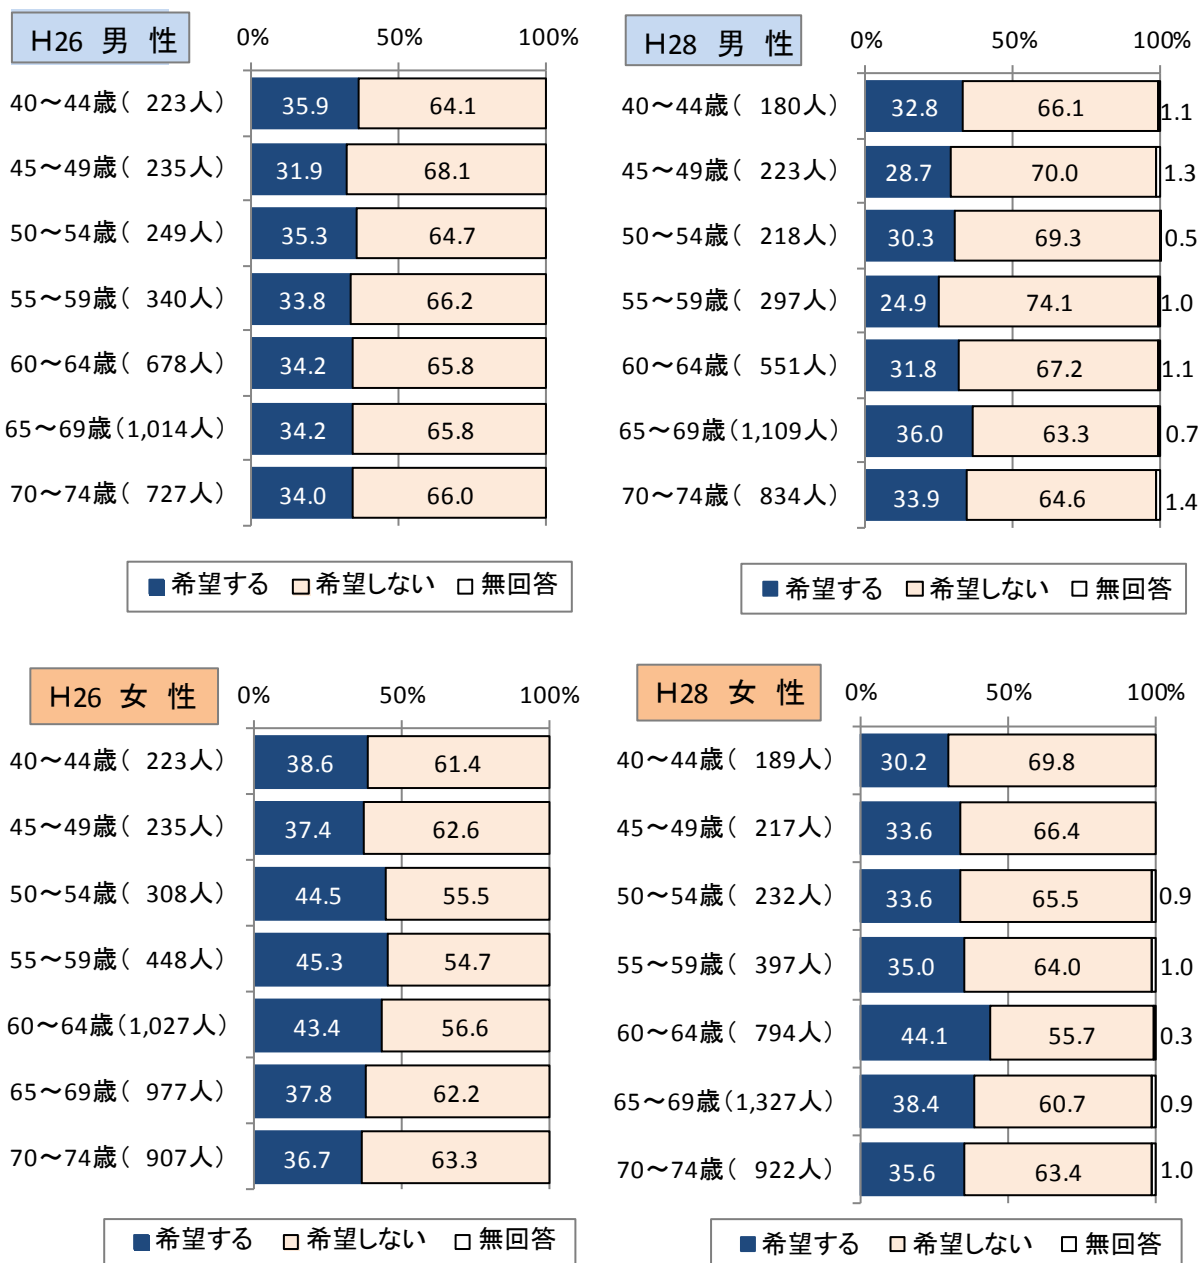 H26 男 性
0% 50% 100%
40～44歳( 223人) 35.9 64.1
45～49歳( 235人) 31.9 68.1
50～54歳( 249人) 35.3 64.7
55～59歳( 340人) 33.8 66.2
60～64歳( 678人) 34.2 65.8
65～69歳(1,014人) 34.2 65.8
70～74歳( 727人) 34.0 66.0
希望する 希望しない 無回答
H28 男 性
0% 50% 100%
40～44歳( 180人) 32.8 66.1 1.1
45～49歳( 223人) 28.7 70.0 1.3
50～54歳( 218人) 30.3 69.3 0.5
55～59歳( 297人) 24.9 74.1 1.0
60～64歳( 551人) 31.8 67.2 1.1
65～69歳(1,109人) 36.0 63.3 0.7
70～74歳( 834人) 33.9 64.6 1.4
希望する 希望しない 無回答
H26 女 性
0% 50% 100%
40～44歳( 223人) 38.6 61.4
45～49歳( 235人) 37.4 62.6
50～54歳( 308人) 44.5 55.5
55～59歳( 448人) 45.3 54.7
60～64歳(1,027人) 43.4 56.6
65～69歳( 977人) 37.8 62.2
70～74歳( 907人) 36.7 63.3
希望する 希望しない 無回答
H28 女 性
0% 50% 100%
40～44歳( 189人) 30.2 69.8
45～49歳( 217人) 33.6 66.4
50～54歳( 232人) 33.6 65.5 0.9
55～59歳( 397人) 35.0 64.0 1.0
60～64歳( 794人) 44.1 55.7 0.3
65～69歳(1,327人) 38.4 60.7 0.9
70～74歳( 922人) 35.6 63.4 1.0
希望する 希望しない 無回答